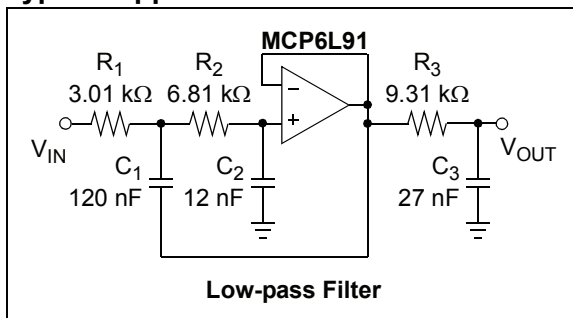 MCP6L91
R1 R2 R3
3.01 kΩ 6.81 kΩ 9.31 kΩ
−
+
VIN VOUT
C1 C2 C3
120 nF 12 nF 27 nF
Low-pass Filter